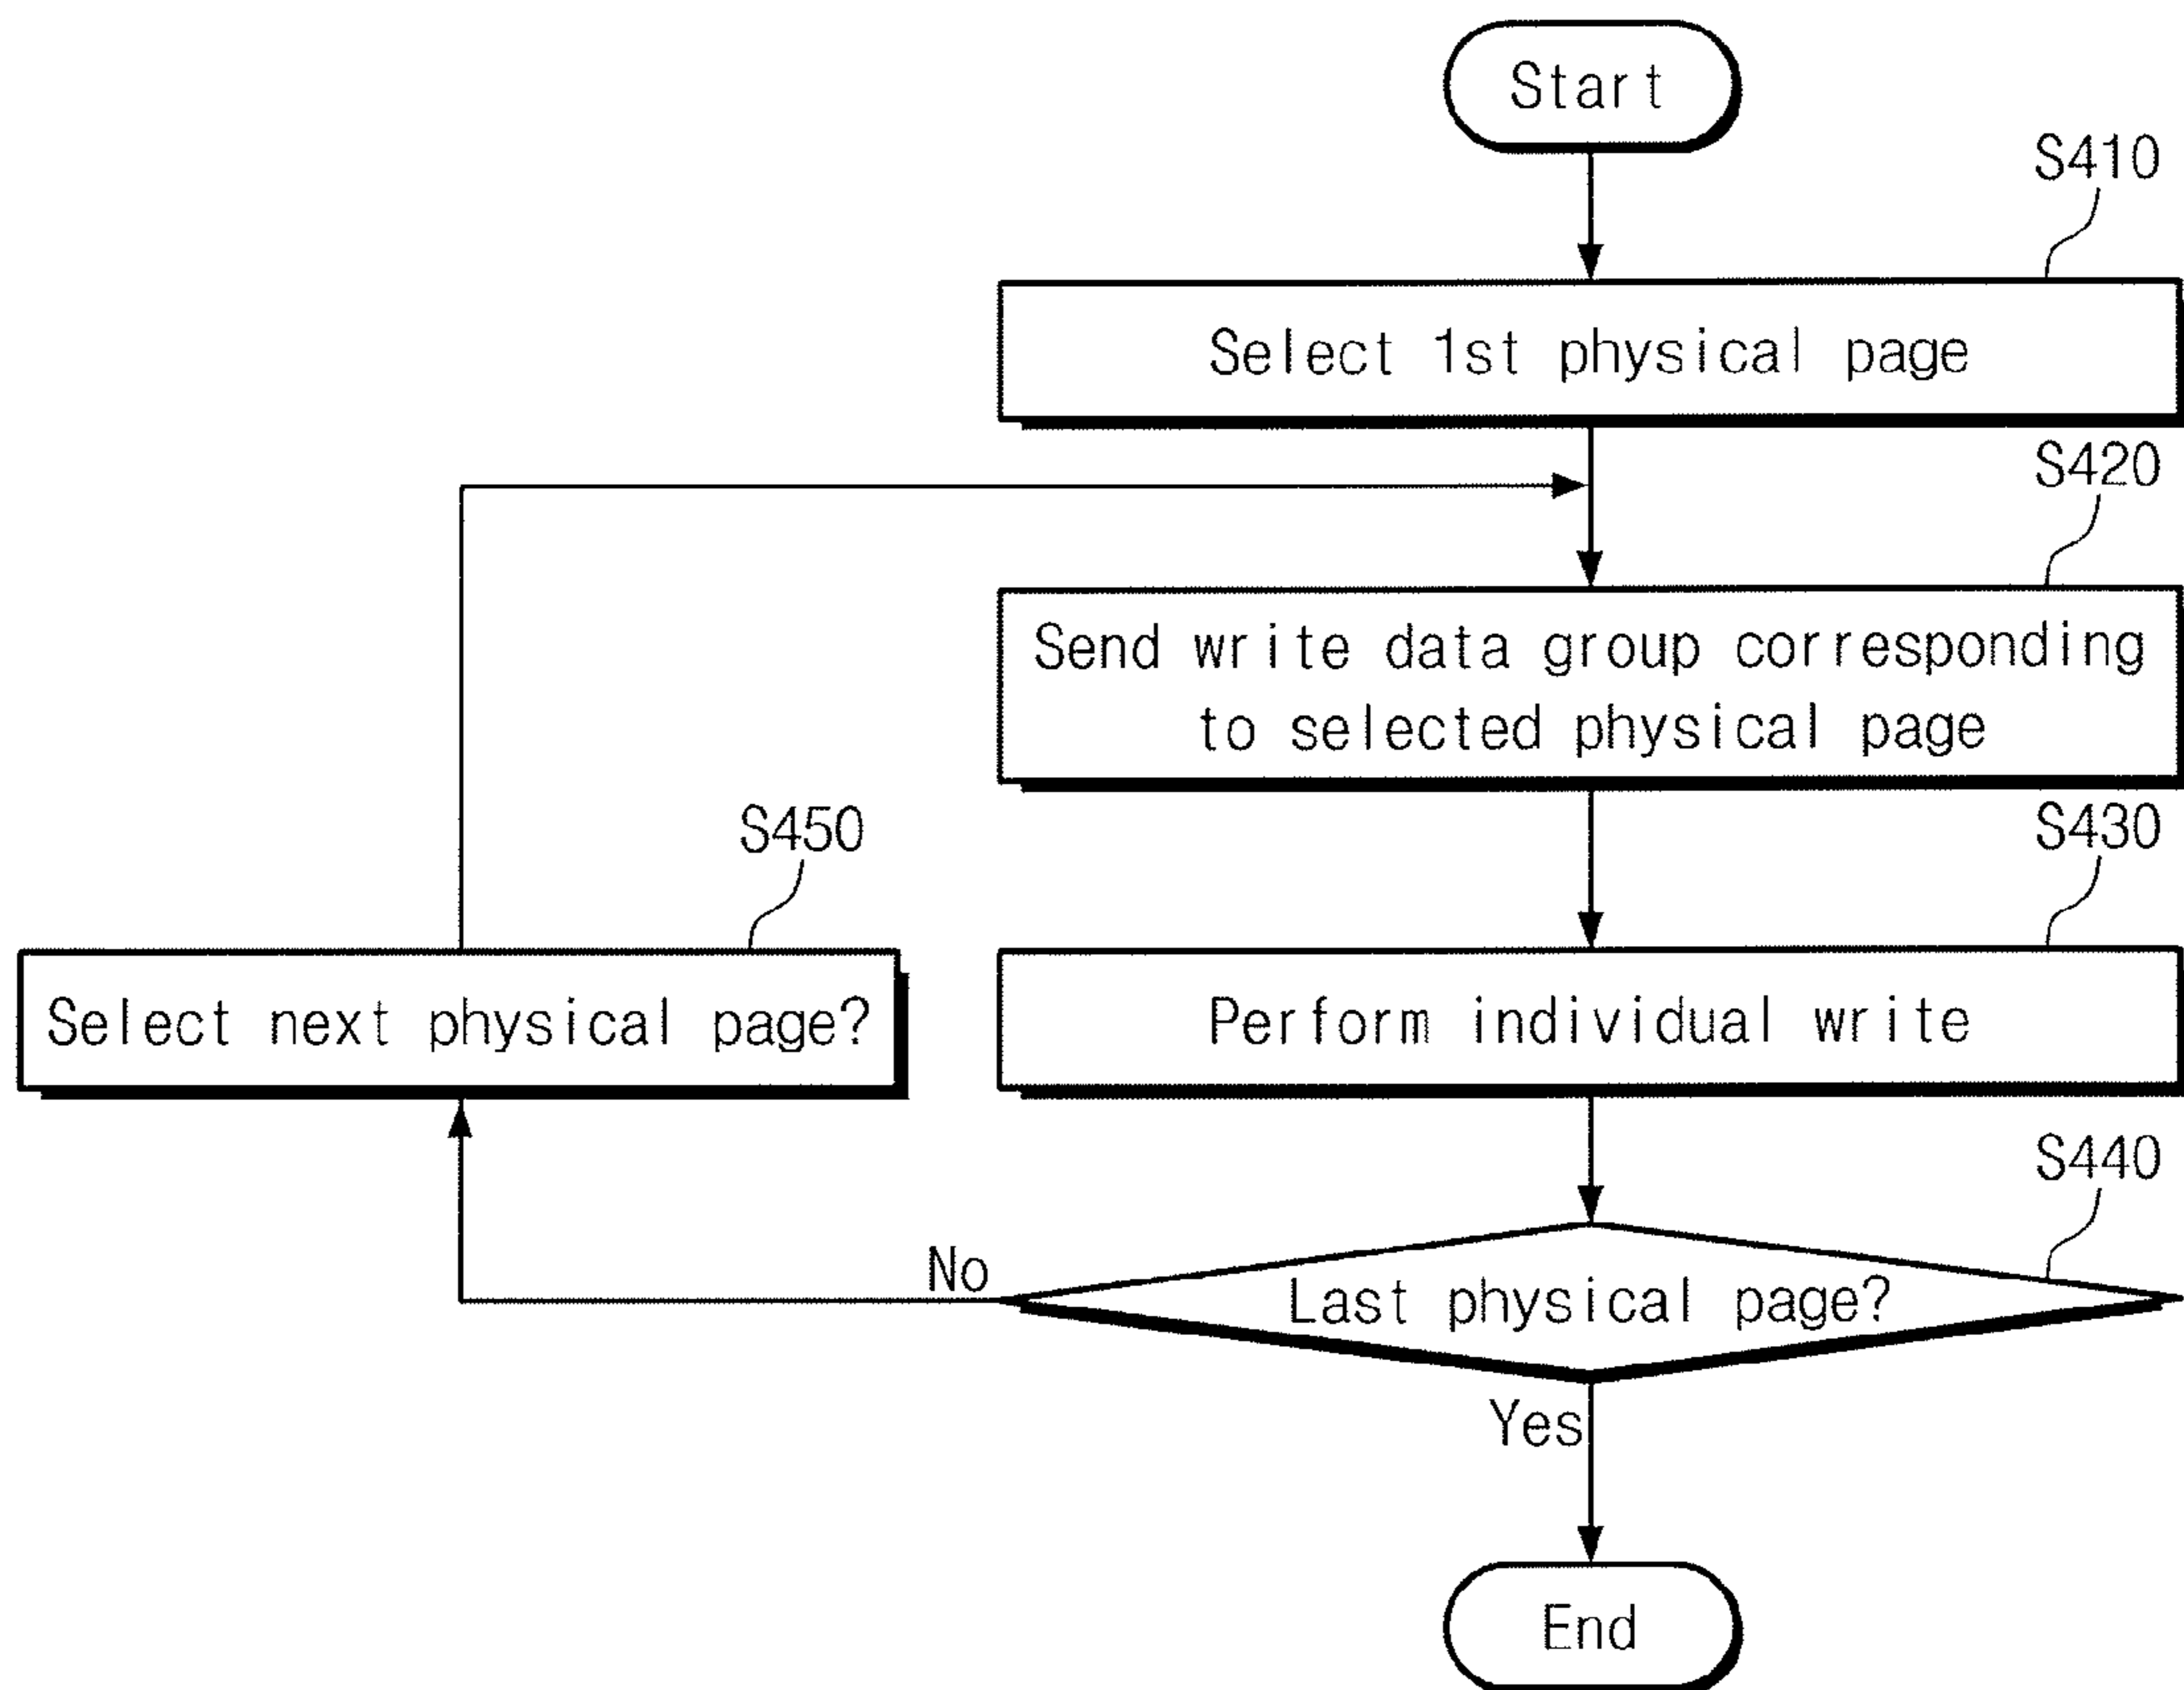 Start
S410
Select 1st physical page
S420
Send write data group corresponding
to selected physical page
S450
S430
Select next physical page?
Perform individual write
S440
No
Last physical page?
Yes
End